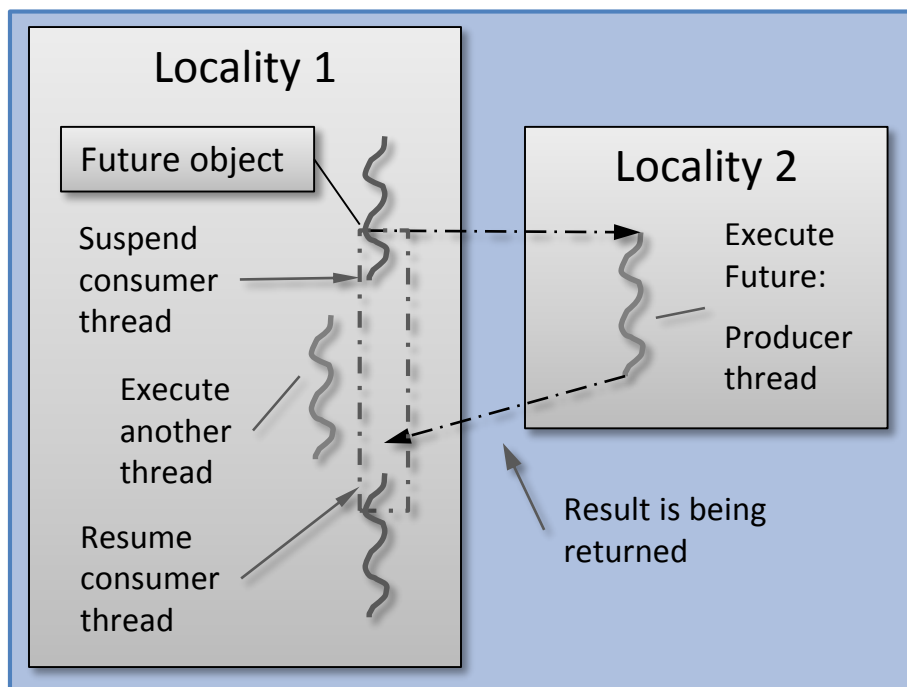 Locality 1
Future object
Suspend
consumer
thread
Execute
another
thread
Resume
consumer
thread
Locality 2
Execute
Future:
Producer
thread
Result is being
returned